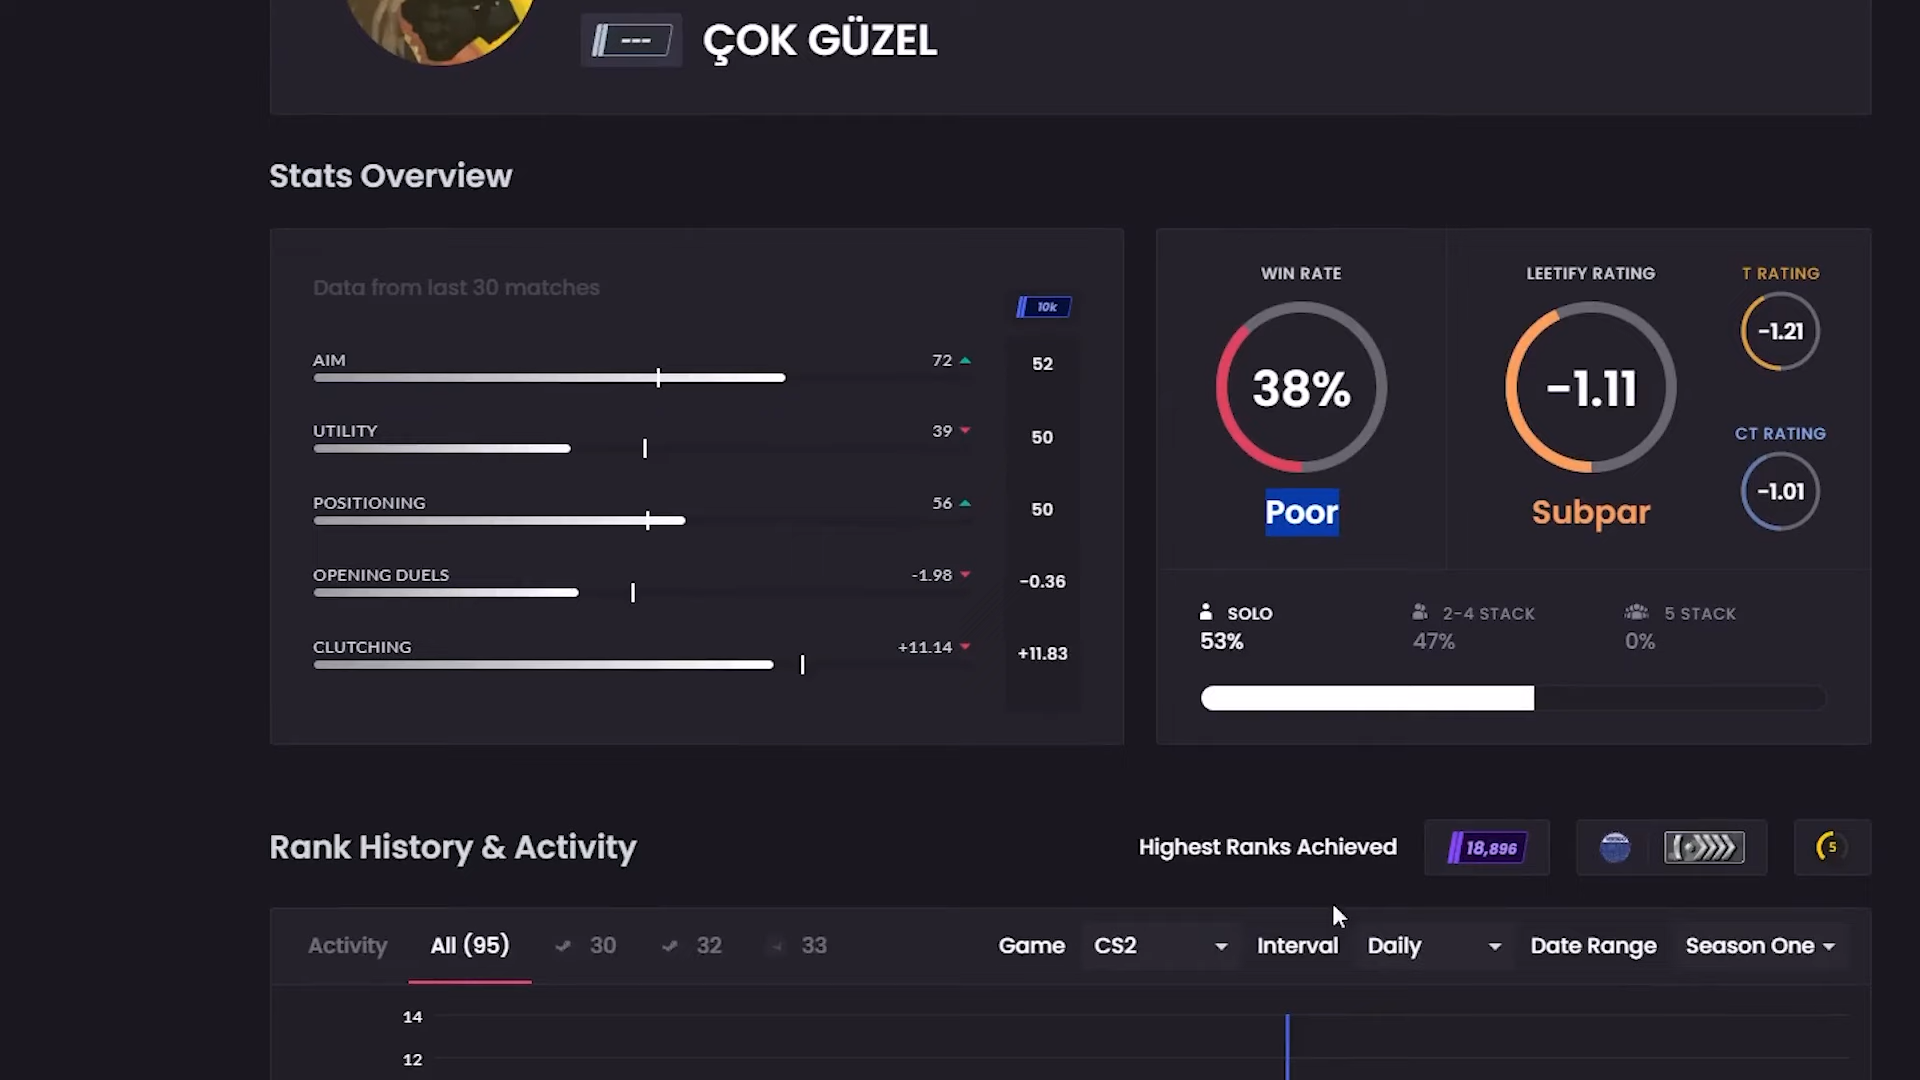 ---
ÇOK GÜZEL
Stats Overview
Data from last 30 matches
10k
AIM 72 52
UTILITY 39 50
POSITIONING 56 50
OPENING DUELS -1.98 -0.36
CLUTCHING +11.14 +11.83
WIN RATE
38%
Poor
LEETIFY RATING
-1.11
Subpar
T RATING
-1.21
CT RATING
-1.01
SOLO 2-4 STACK 5 STACK
53% 47% 0%
Rank History & Activity
Highest Ranks Achieved 18,896 5
Activity All (95) 30 32 33 Game CS2 Interval Daily Date Range Season One
14
12